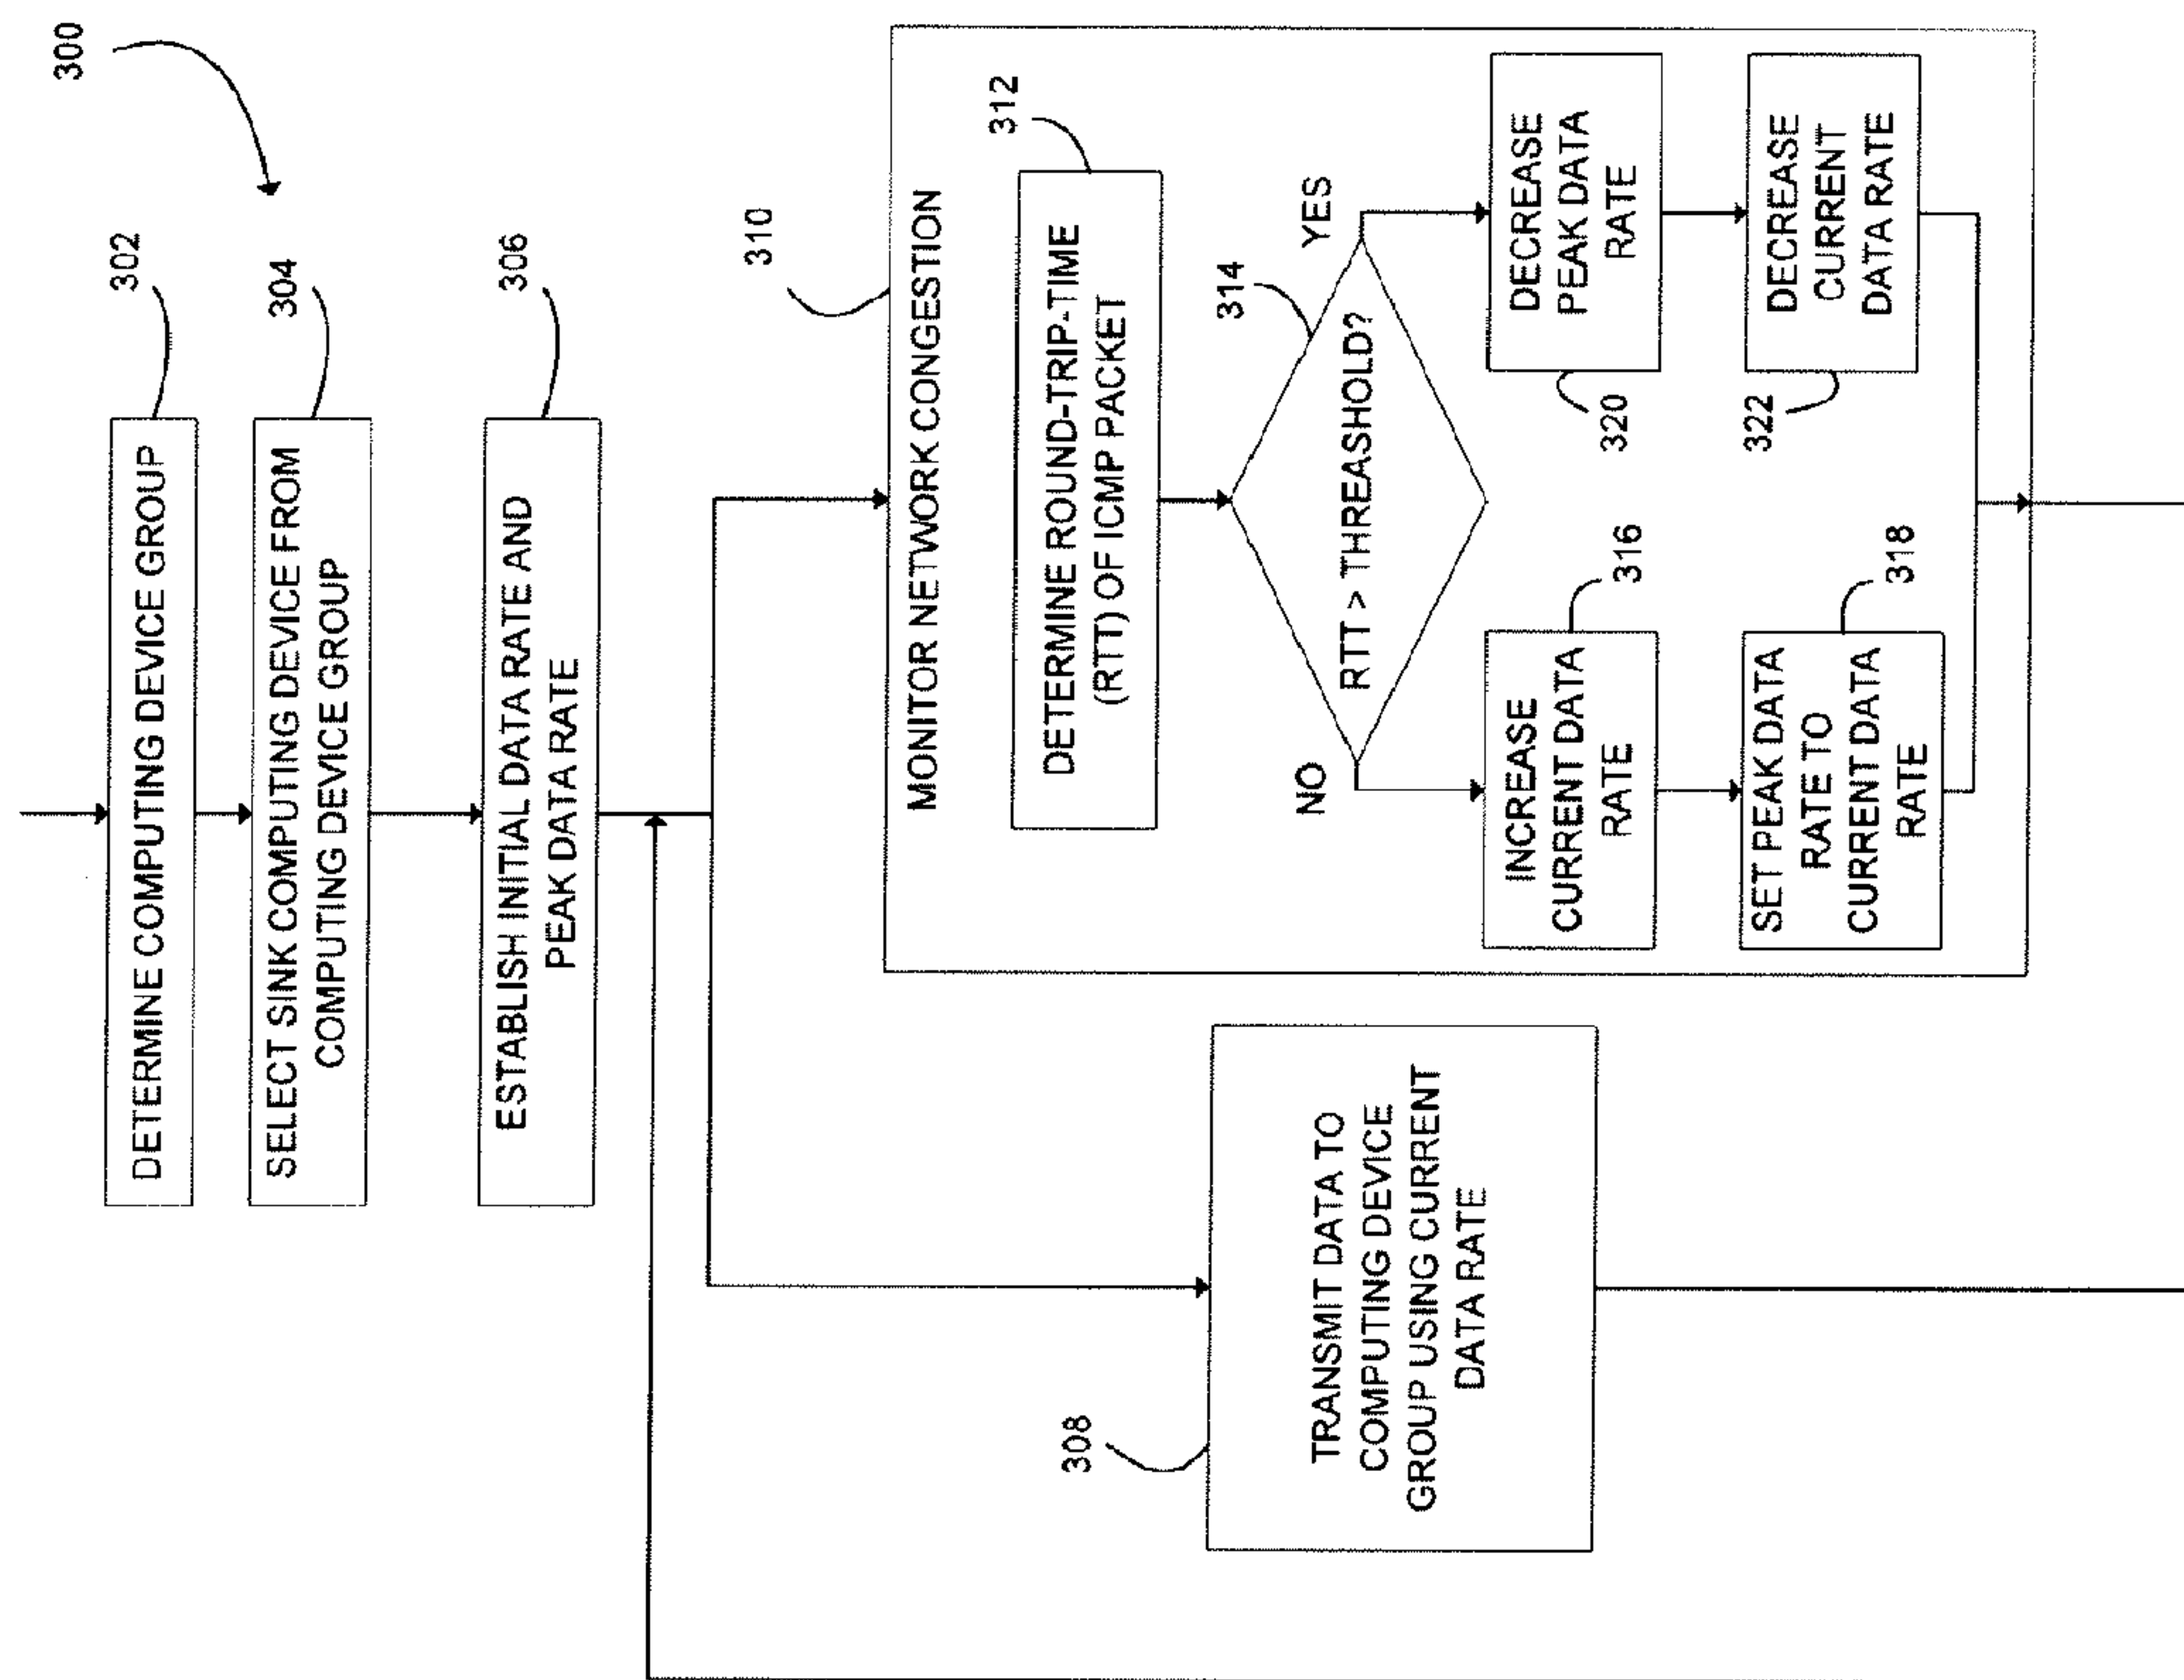 300
DETERMINE COMPUTING DEVICE GROUP
302
SELECT SINK COMPUTING DEVICE FROM
COMPUTING DEVICE GROUP
304
ESTABLISH INITIAL DATA RATE AND
PEAK DATA RATE
306
308
TRANSMIT DATA TO
COMPUTING DEVICE
GROUP USING CURRENT
DATA RATE
310
MONITOR NETWORK CONGESTION
312
DETERMINE ROUND-TRIP-TIME
(RTT) OF ICMP PACKET
314
RTT > THREASHOLD?
NO
YES
INCREASE
CURRENT DATA
RATE
316
SET PEAK DATA
RATE TO
CURRENT DATA
RATE
318
DECREASE
PEAK DATA
RATE
320
DECREASE
CURRENT
DATA RATE
322